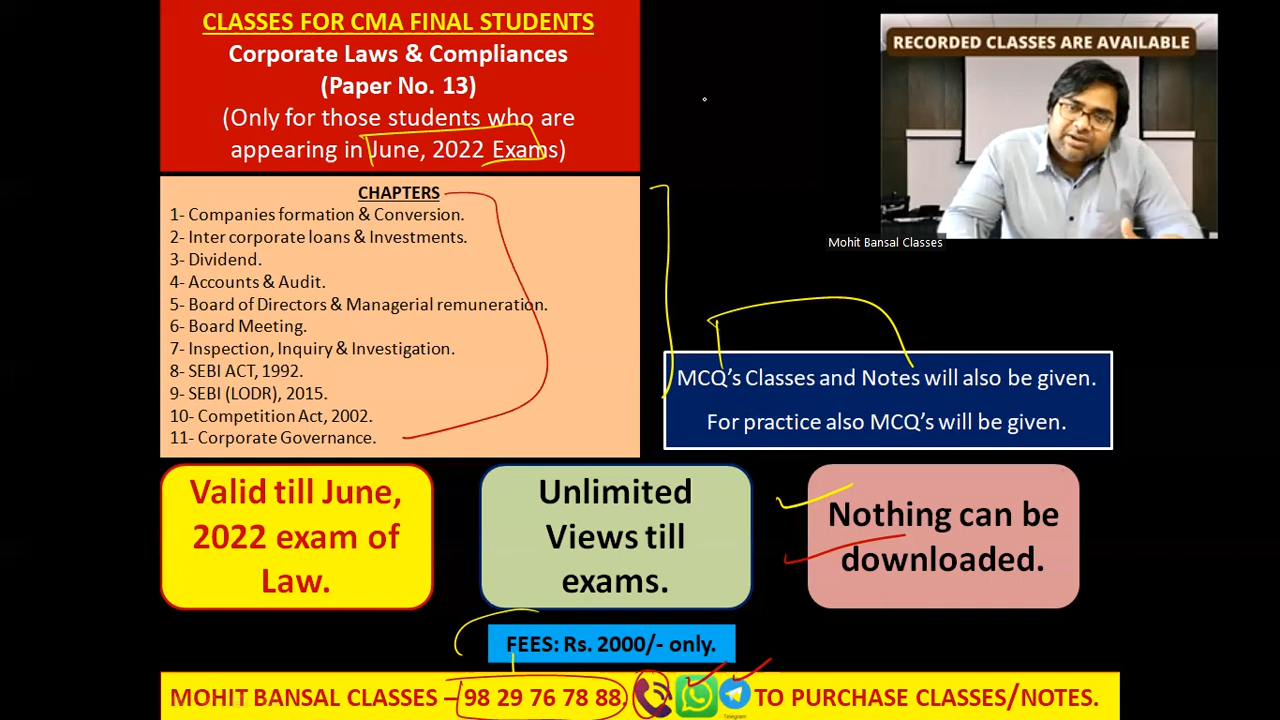 CLASSES FOR CMA FINAL STUDENTS
Corporate Laws & Compliances
(Paper No. 13)
(Only for those students who are
appearing in June, 2022 Exams)
CHAPTERS
1- Companies formation & Conversion.
2- Inter corporate loans & Investments.
3- Dividend.
4- Accounts & Audit.
5- Board of Directors & Managerial remuneration.
6- Board Meeting.
7- Inspection, Inquiry & Investigation.
8- SEBI ACT, 1992.
9- SEBI (LODR), 2015.
10- Competition Act, 2002.
11- Corporate Governance.
RECORDED CLASSES ARE AVAILABLE
Mohit Bansal Classes
MCQ's Classes and Notes will also be given.
For practice also MCQ's will be given.
Valid till June,
2022 exam of
Law.
Unlimited
Views till
exams.
Nothing can be
downloaded.
FEES: Rs. 2000/- only.
MOHIT BANSAL CLASSES – 98 29 76 78 88. TO PURCHASE CLASSES/NOTES.
Telegram